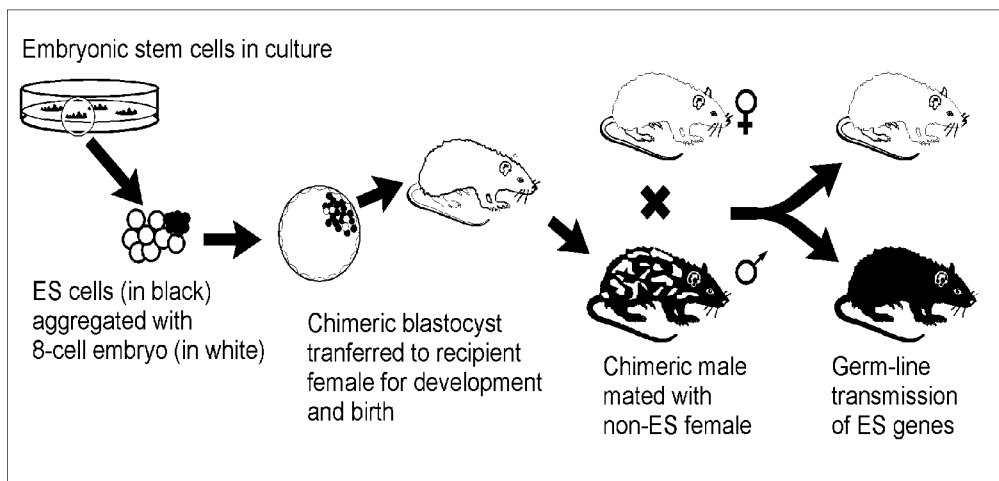 Embryonic stem cells in culture
ES cells (in black)
aggregated with
8-cell embryo (in white)
Chimeric blastocyst
tranferred to recipient
female for development
and birth
Chimeric male
mated with
non-ES female
Germ-line
transmission
of ES genes